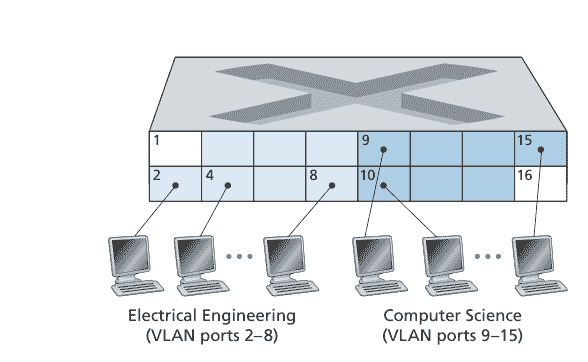 1 9 15
2 4 8 10 16
Electrical Engineering
(VLAN ports 2–8)
Computer Science
(VLAN ports 9–15)